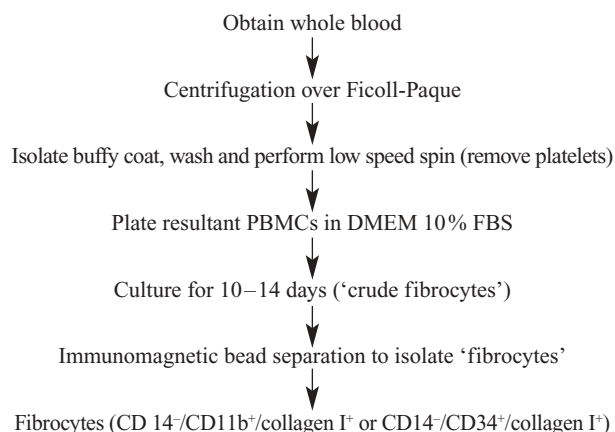 Obtain whole blood
Centrifugation over Ficoll-Paque
Isolate buffy coat, wash and perform low speed spin (remove platelets)
Plate resultant PBMCs in DMEM 10% FBS
Culture for 10–14 days (‘crude fibrocytes’)
Immunomagnetic bead separation to isolate ‘fibrocytes’
Fibrocytes (CD 14⁻/CD11b⁺/collagen I⁺ or CD14⁻/CD34⁺/collagen I⁺)